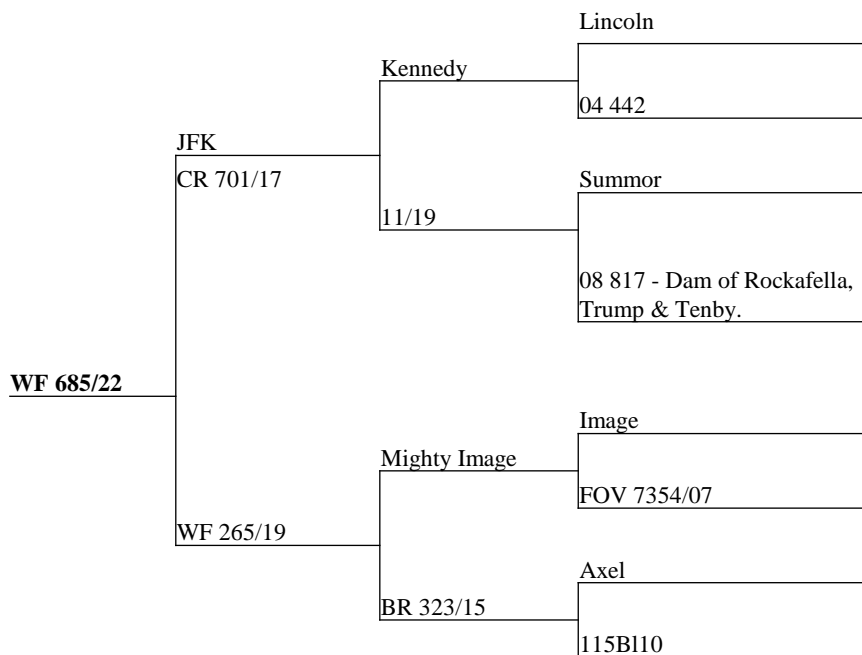 Lincoln
Kennedy
04 442
JFK
CR 701/17
Summor
11/19
08 817 - Dam of Rockafella,
Trump & Tenby.
WF 685/22
Image
Mighty Image
FOV 7354/07
WF 265/19
Axel
BR 323/15
115Bl10